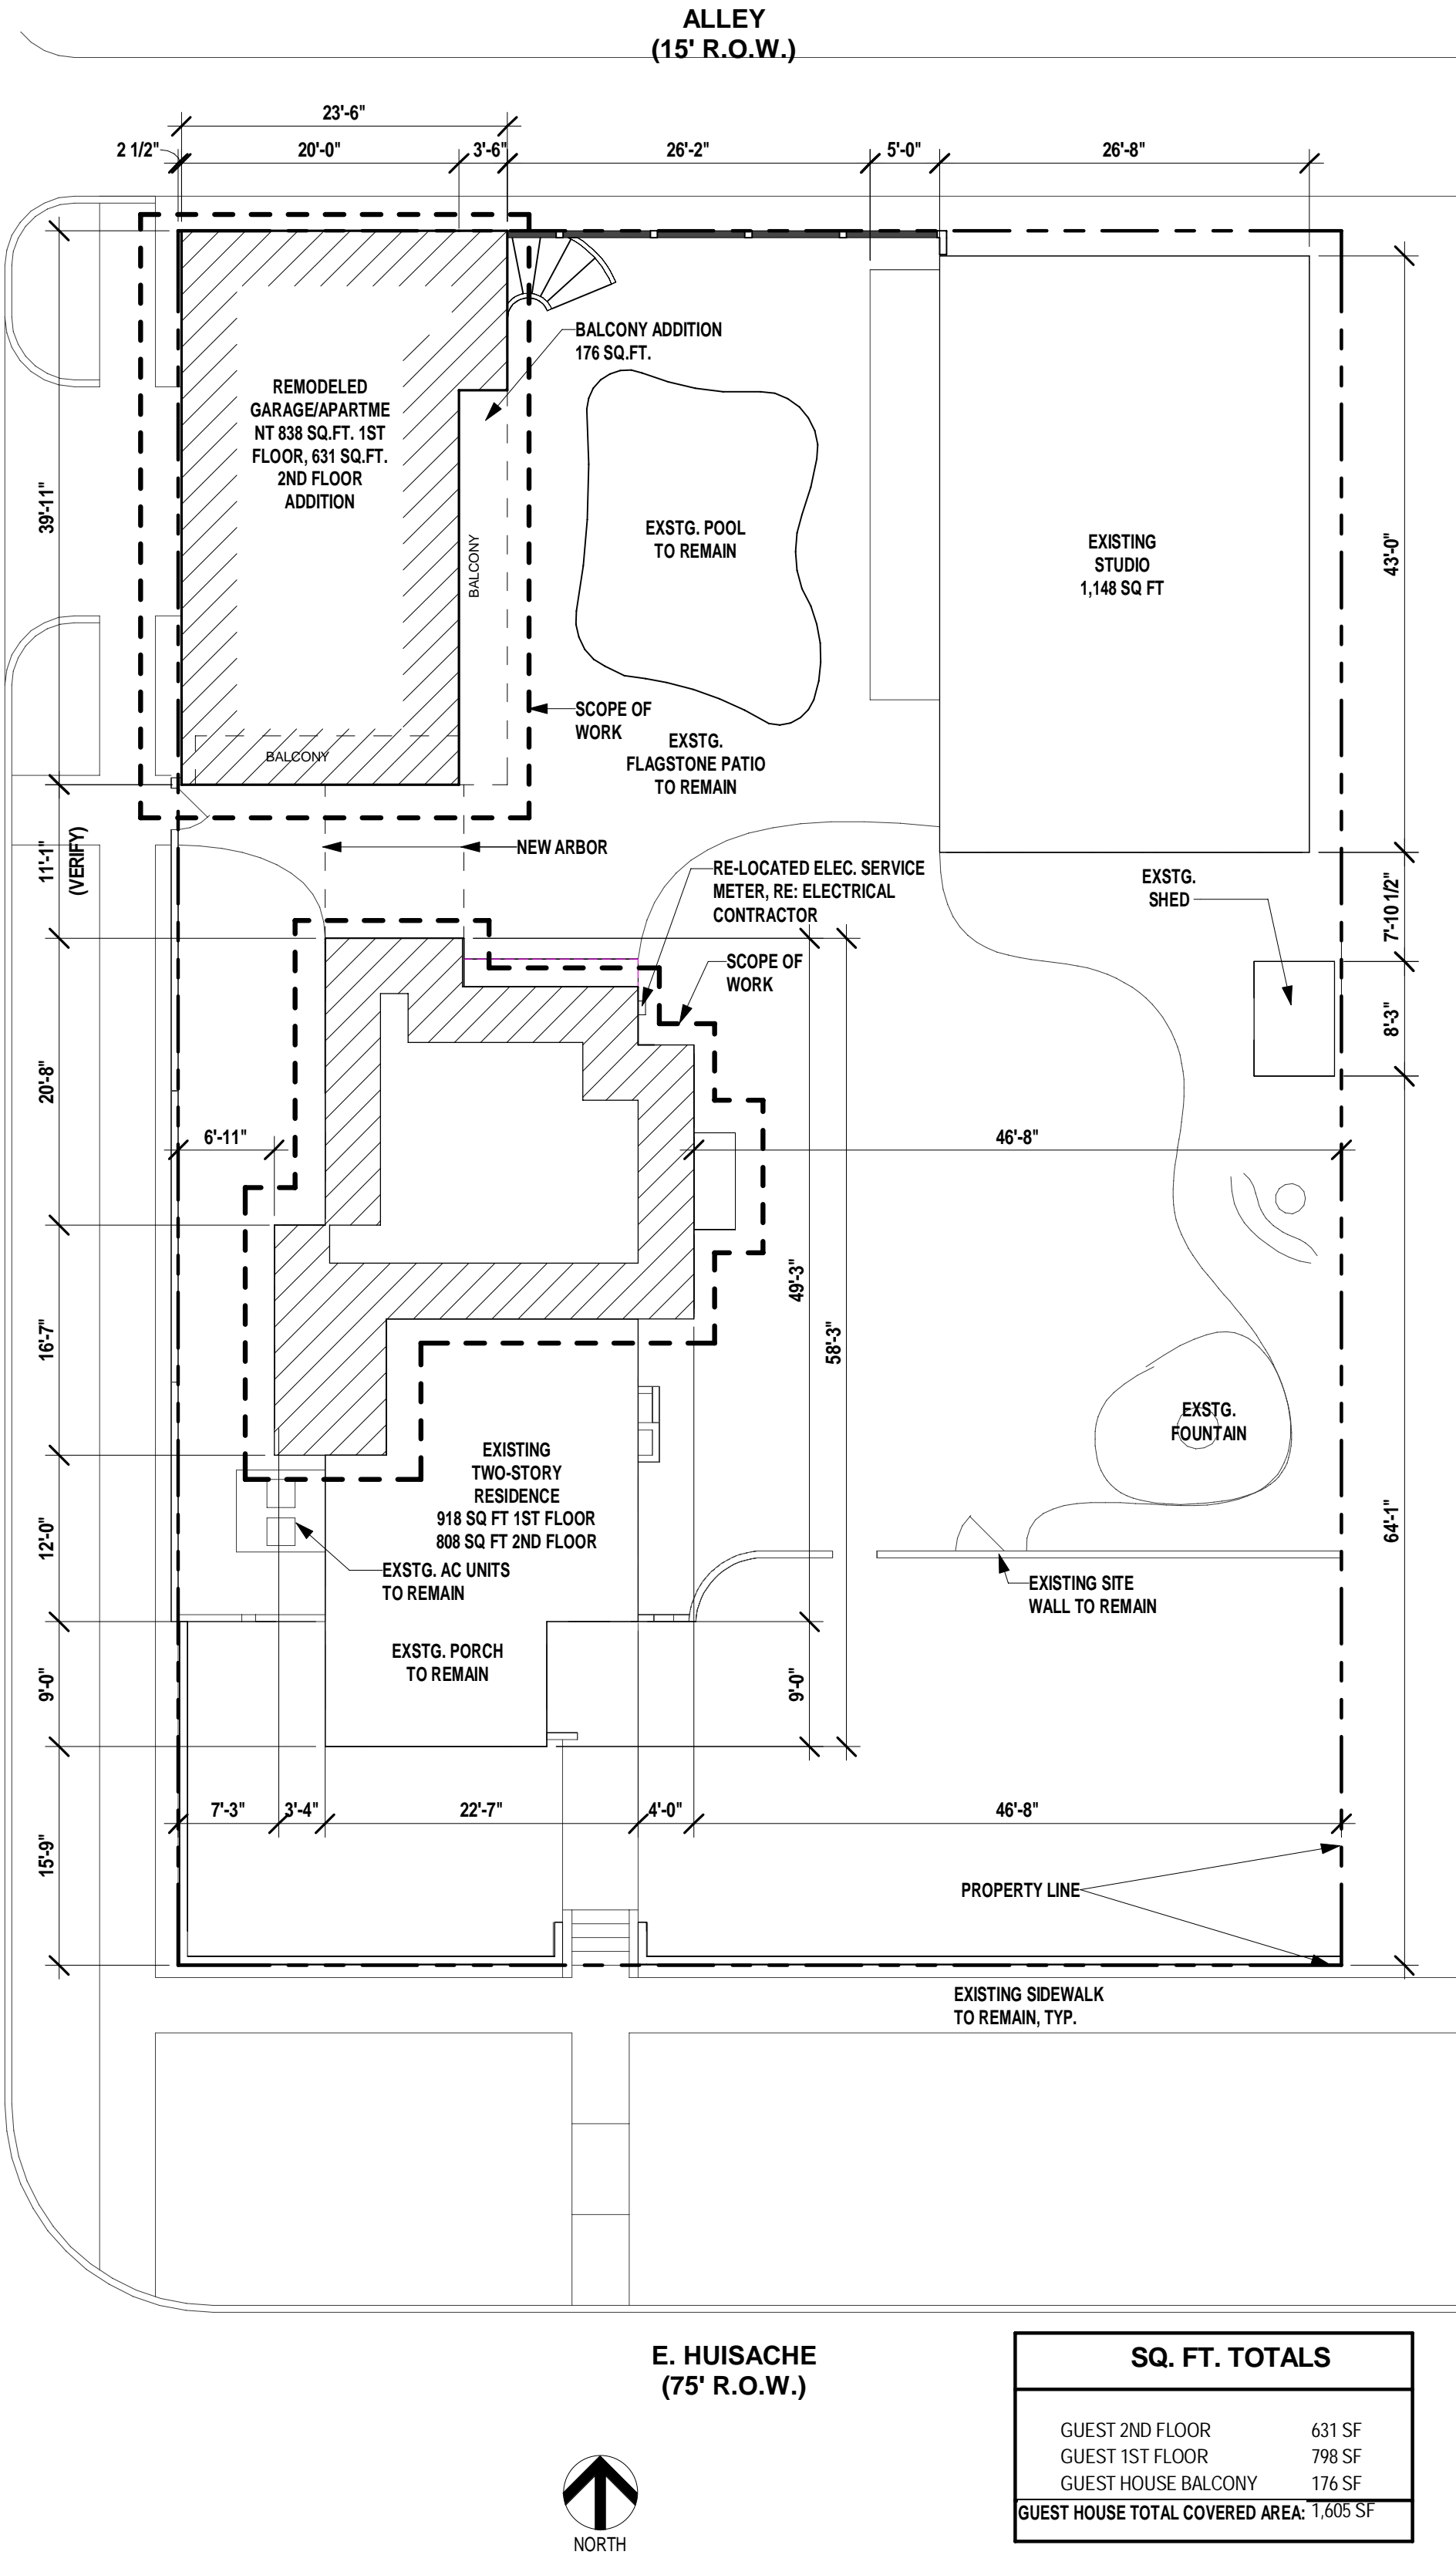 ALLEY
(15' R.O.W.)
23'-6"
2 1/2"
20'-0"
3'-6"
26'-2"
5'-0"
26'-8"
BALCONY ADDITION
176 SQ.FT.
REMODELED
GARAGE/APARTME
NT 838 SQ.FT. 1ST
FLOOR, 631 SQ.FT.
2ND FLOOR
ADDITION
39'-11"
BALCONY
EXSTG. POOL
TO REMAIN
EXISTING
STUDIO
1,148 SQ FT
43'-0"
SCOPE OF
WORK
BALCONY
EXSTG.
FLAGSTONE PATIO
TO REMAIN
11'-1"
(VERIFY)
NEW ARBOR
RE-LOCATED ELEC. SERVICE
METER, RE: ELECTRICAL
CONTRACTOR
EXSTG.
SHED
7'-10 1/2"
SCOPE OF
WORK
8'-3"
20'-8"
6'-11"
46'-8"
49'-3"
58'-3"
16'-7"
EXSTG.
FOUNTAIN
EXISTING
TWO-STORY
RESIDENCE
918 SQ FT 1ST FLOOR
808 SQ FT 2ND FLOOR
12'-0"
64'-1"
EXSTG. AC UNITS
TO REMAIN
EXISTING SITE
WALL TO REMAIN
EXSTG. PORCH
TO REMAIN
9'-0"
9'-0"
7'-3"
3'-4"
22'-7"
4'-0"
46'-8"
15'-9"
PROPERTY LINE
EXISTING SIDEWALK
TO REMAIN, TYP.
E. HUISACHE
(75' R.O.W.)
NORTH
SQ. FT. TOTALS
GUEST 2ND FLOOR 631 SF
GUEST 1ST FLOOR 798 SF
GUEST HOUSE BALCONY 176 SF
GUEST HOUSE TOTAL COVERED AREA: 1,605 SF